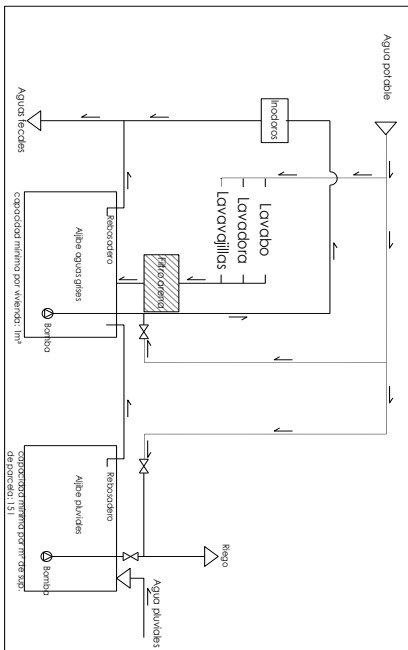 Agua potable
Inodoros
Aguas fecales
Lavabo
Lavadora
Lavavajillas
Filtro arena
Rebosadero
Aljibe aguas grises
Bomba
capacidad mínima por vivienda: 1m³
Riego
Agua pluviales
Rebosadero
Aljibe pluviales
Bomba
capacidad mínima por m² de sup.
de parcela: 15 l